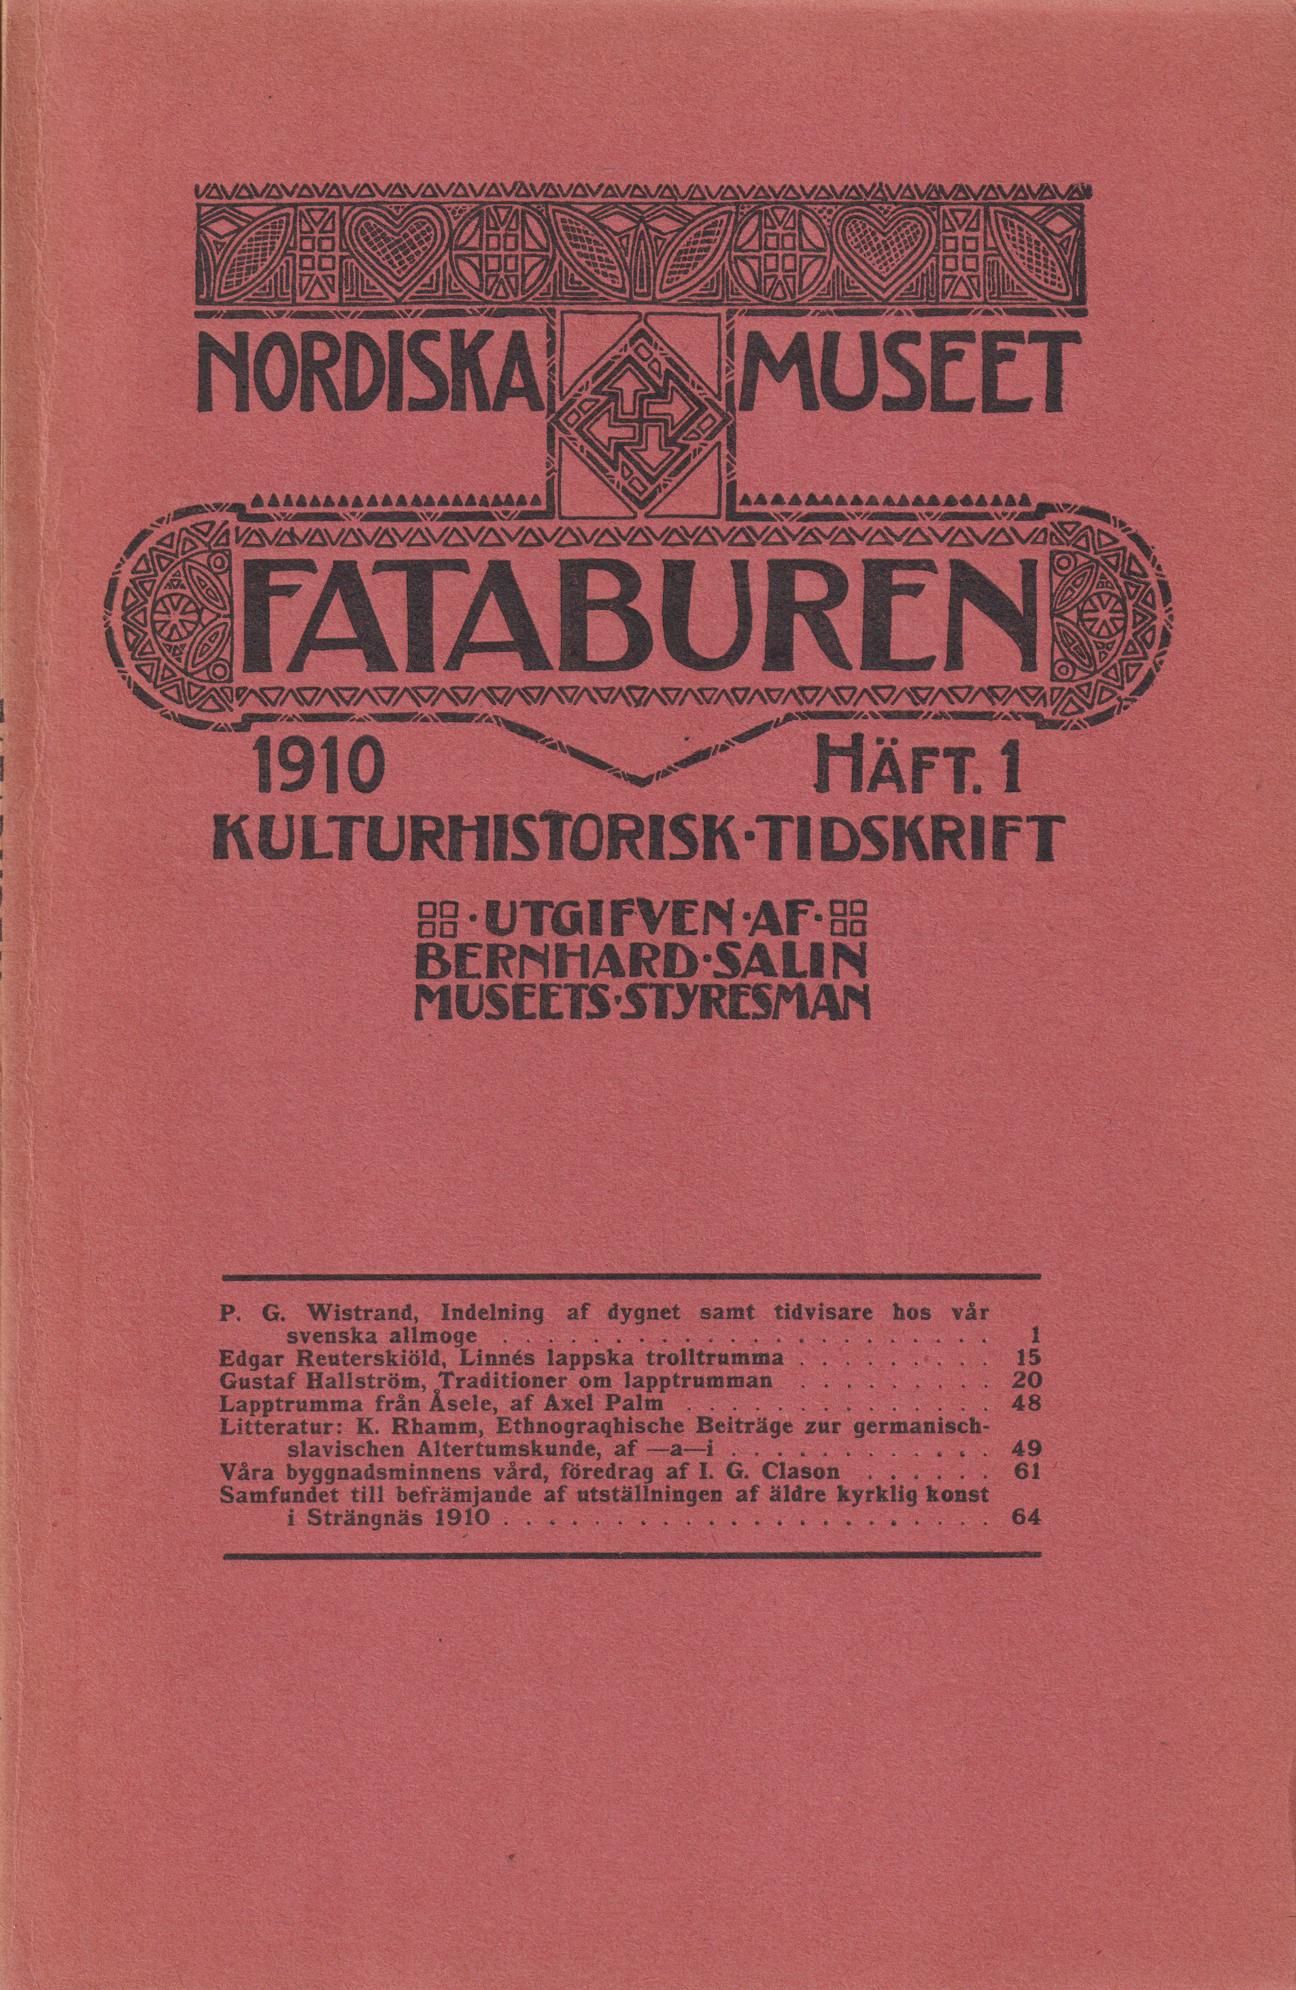 NORDISKA MUSEET
FATABUREN
1910 HÄFT. 1
KULTURHISTORISK·TIDSKRIFT
·UTGIFVEN·AF·
BERNHARD·SALIN
MUSEETS·STYRESMAN
P. G. Wistrand, Indelning af dygnet samt tidvisare hos vår
svenska allmoge . . . . . . . . . . . . . . . . . . . . . . 1
Edgar Reuterskiöld, Linnés lappska trolltrumma . . . . . . . . . 15
Gustaf Hallström, Traditioner om lapptrumman . . . . . . . . . 20
Lapptrumma från Åsele, af Axel Palm . . . . . . . . . . . . . . 48
Litteratur: K. Rhamm, Ethnograqhische Beiträge zur germanisch-
slavischen Altertumskunde, af —a—i . . . . . . . . . . . . 49
Våra byggnadsminnens vård, föredrag af I. G. Clason . . . . . . 61
Samfundet till befrämjande af utställningen af äldre kyrklig konst
i Strängnäs 1910 . . . . . . . . . . . . . . . . . . . . . . 64